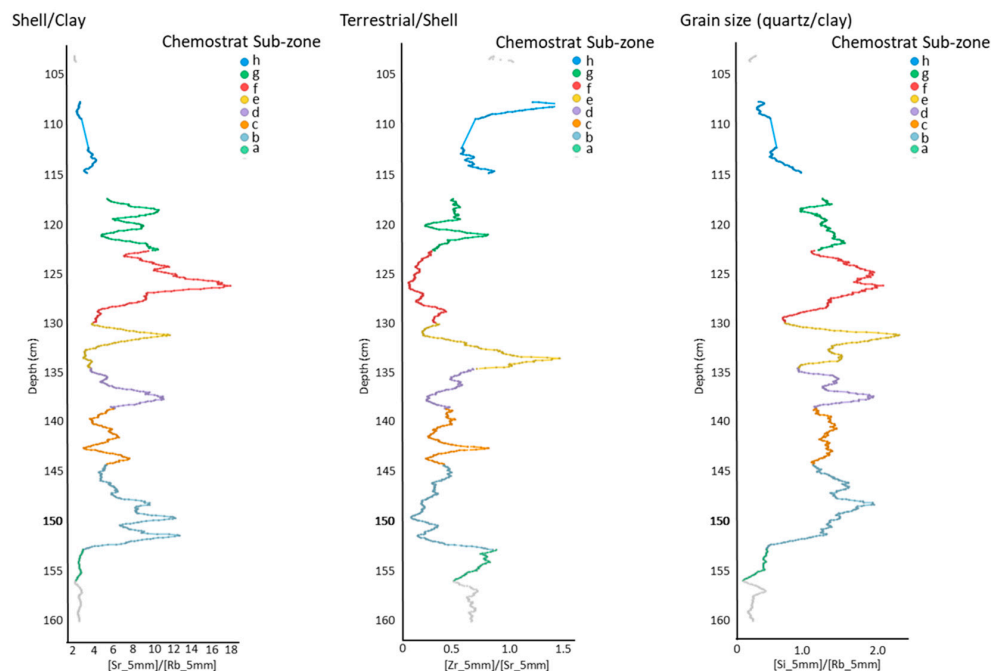 Shell/Clay
Chemostrat Sub-zone
h
g
f
e
d
c
b
a
105
110
115
120
125
130
135
140
145
150
155
160
Depth (cm)
2 4 6 8 10 12 14 16 18
[Sr_5mm]/[Rb_5mm]
Terrestrial/Shell
Chemostrat Sub-zone
h
g
f
e
d
c
b
a
105
110
115
120
125
130
135
140
145
150
155
160
Depth (cm)
0 0.5 1.0 1.5
[Zr_5mm]/[Sr_5mm]
Grain size (quartz/clay)
Chemostrat Sub-zone
h
g
f
e
d
c
b
a
105
110
115
120
125
130
135
140
145
150
155
160
Depth (cm)
0 1.0 2.0
[Si_5mm]/[Rb_5mm]